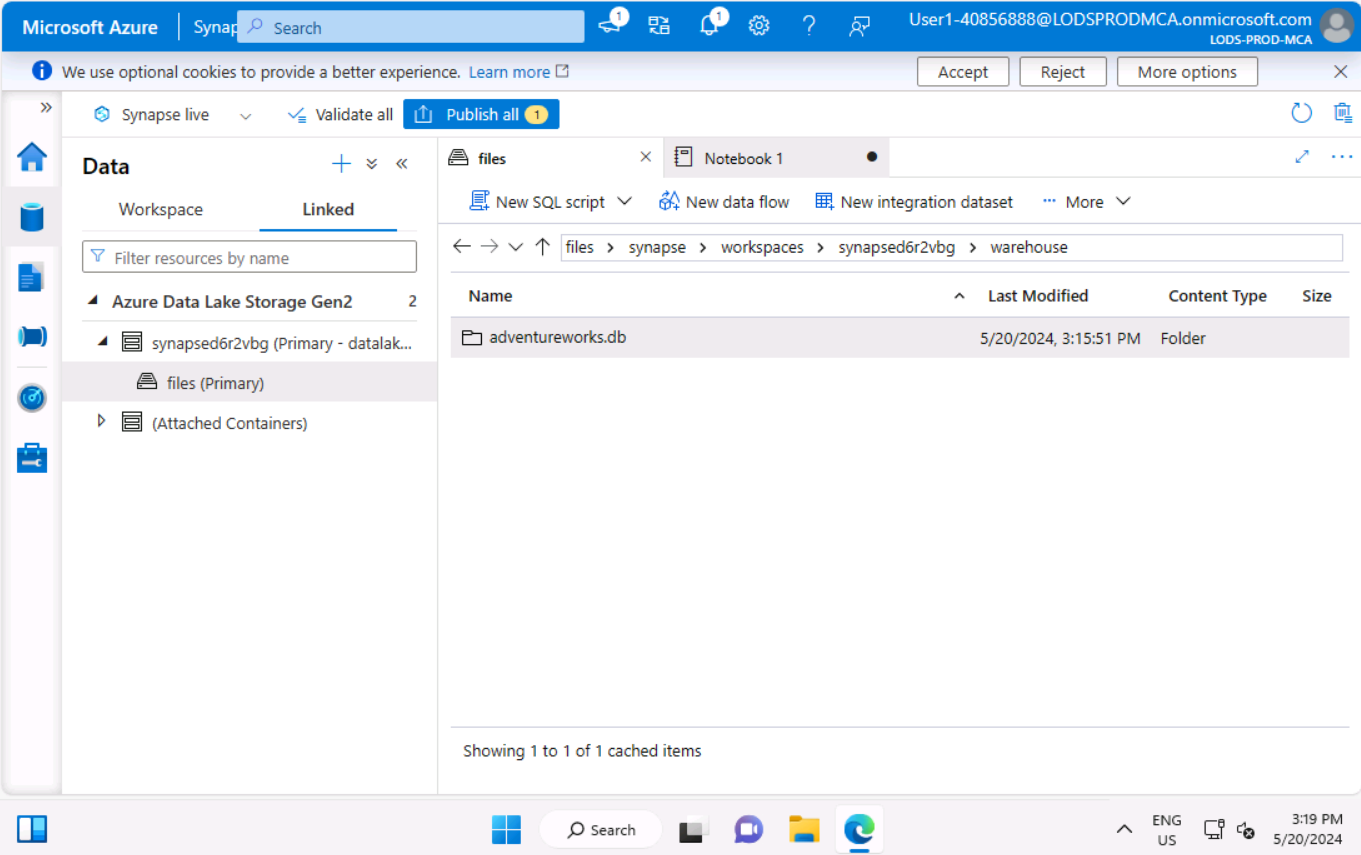 Microsoft Azure Synap Search 1 1 User1-40856888@LODSPRODMCA.onmicrosoft.com
LODS-PROD-MCA
We use optional cookies to provide a better experience. Learn more Accept Reject More options
Synapse live Validate all Publish all 1
Data
Workspace Linked
Filter resources by name
Azure Data Lake Storage Gen2 2
synapsed6r2vbg (Primary - datalak...
files (Primary)
(Attached Containers)
files Notebook 1
New SQL script New data flow New integration dataset More
files synapse workspaces synapsed6r2vbg warehouse
Name Last Modified Content Type Size
adventureworks.db 5/20/2024, 3:15:51 PM Folder
Showing 1 to 1 of 1 cached items
Search
ENG
US
3:19 PM
5/20/2024